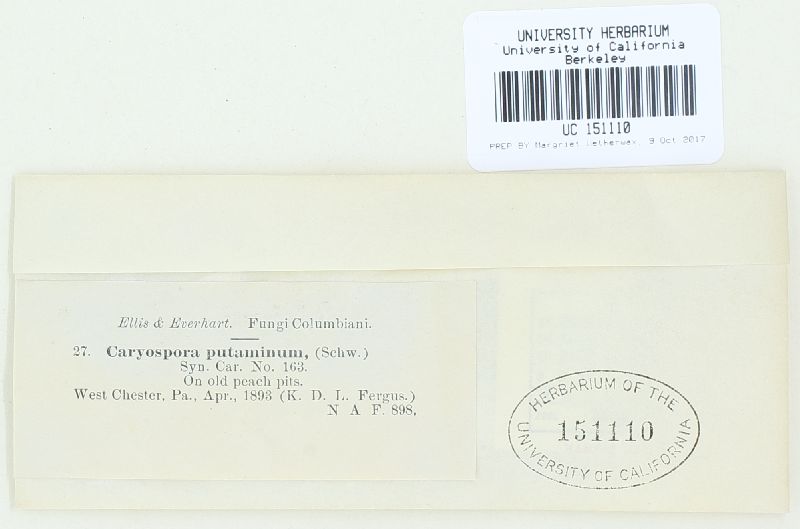 UNIVERSITY HERBARIUM
University of California
Berkeley
UC 151110
PREP BY Margriet Wetherwax, 9 Oct 2017
Ellis & Everhart. Fungi Columbiani.
27. Caryospora putaminum, (Schw.)
Syn. Car. No. 163.
On old peach pits.
West Chester, Pa., Apr., 1893 (K. D. L. Fergus.)
N A F. 898.
HERBARIUM OF THE
151110
UNIVERSITY OF CALIFORNIA